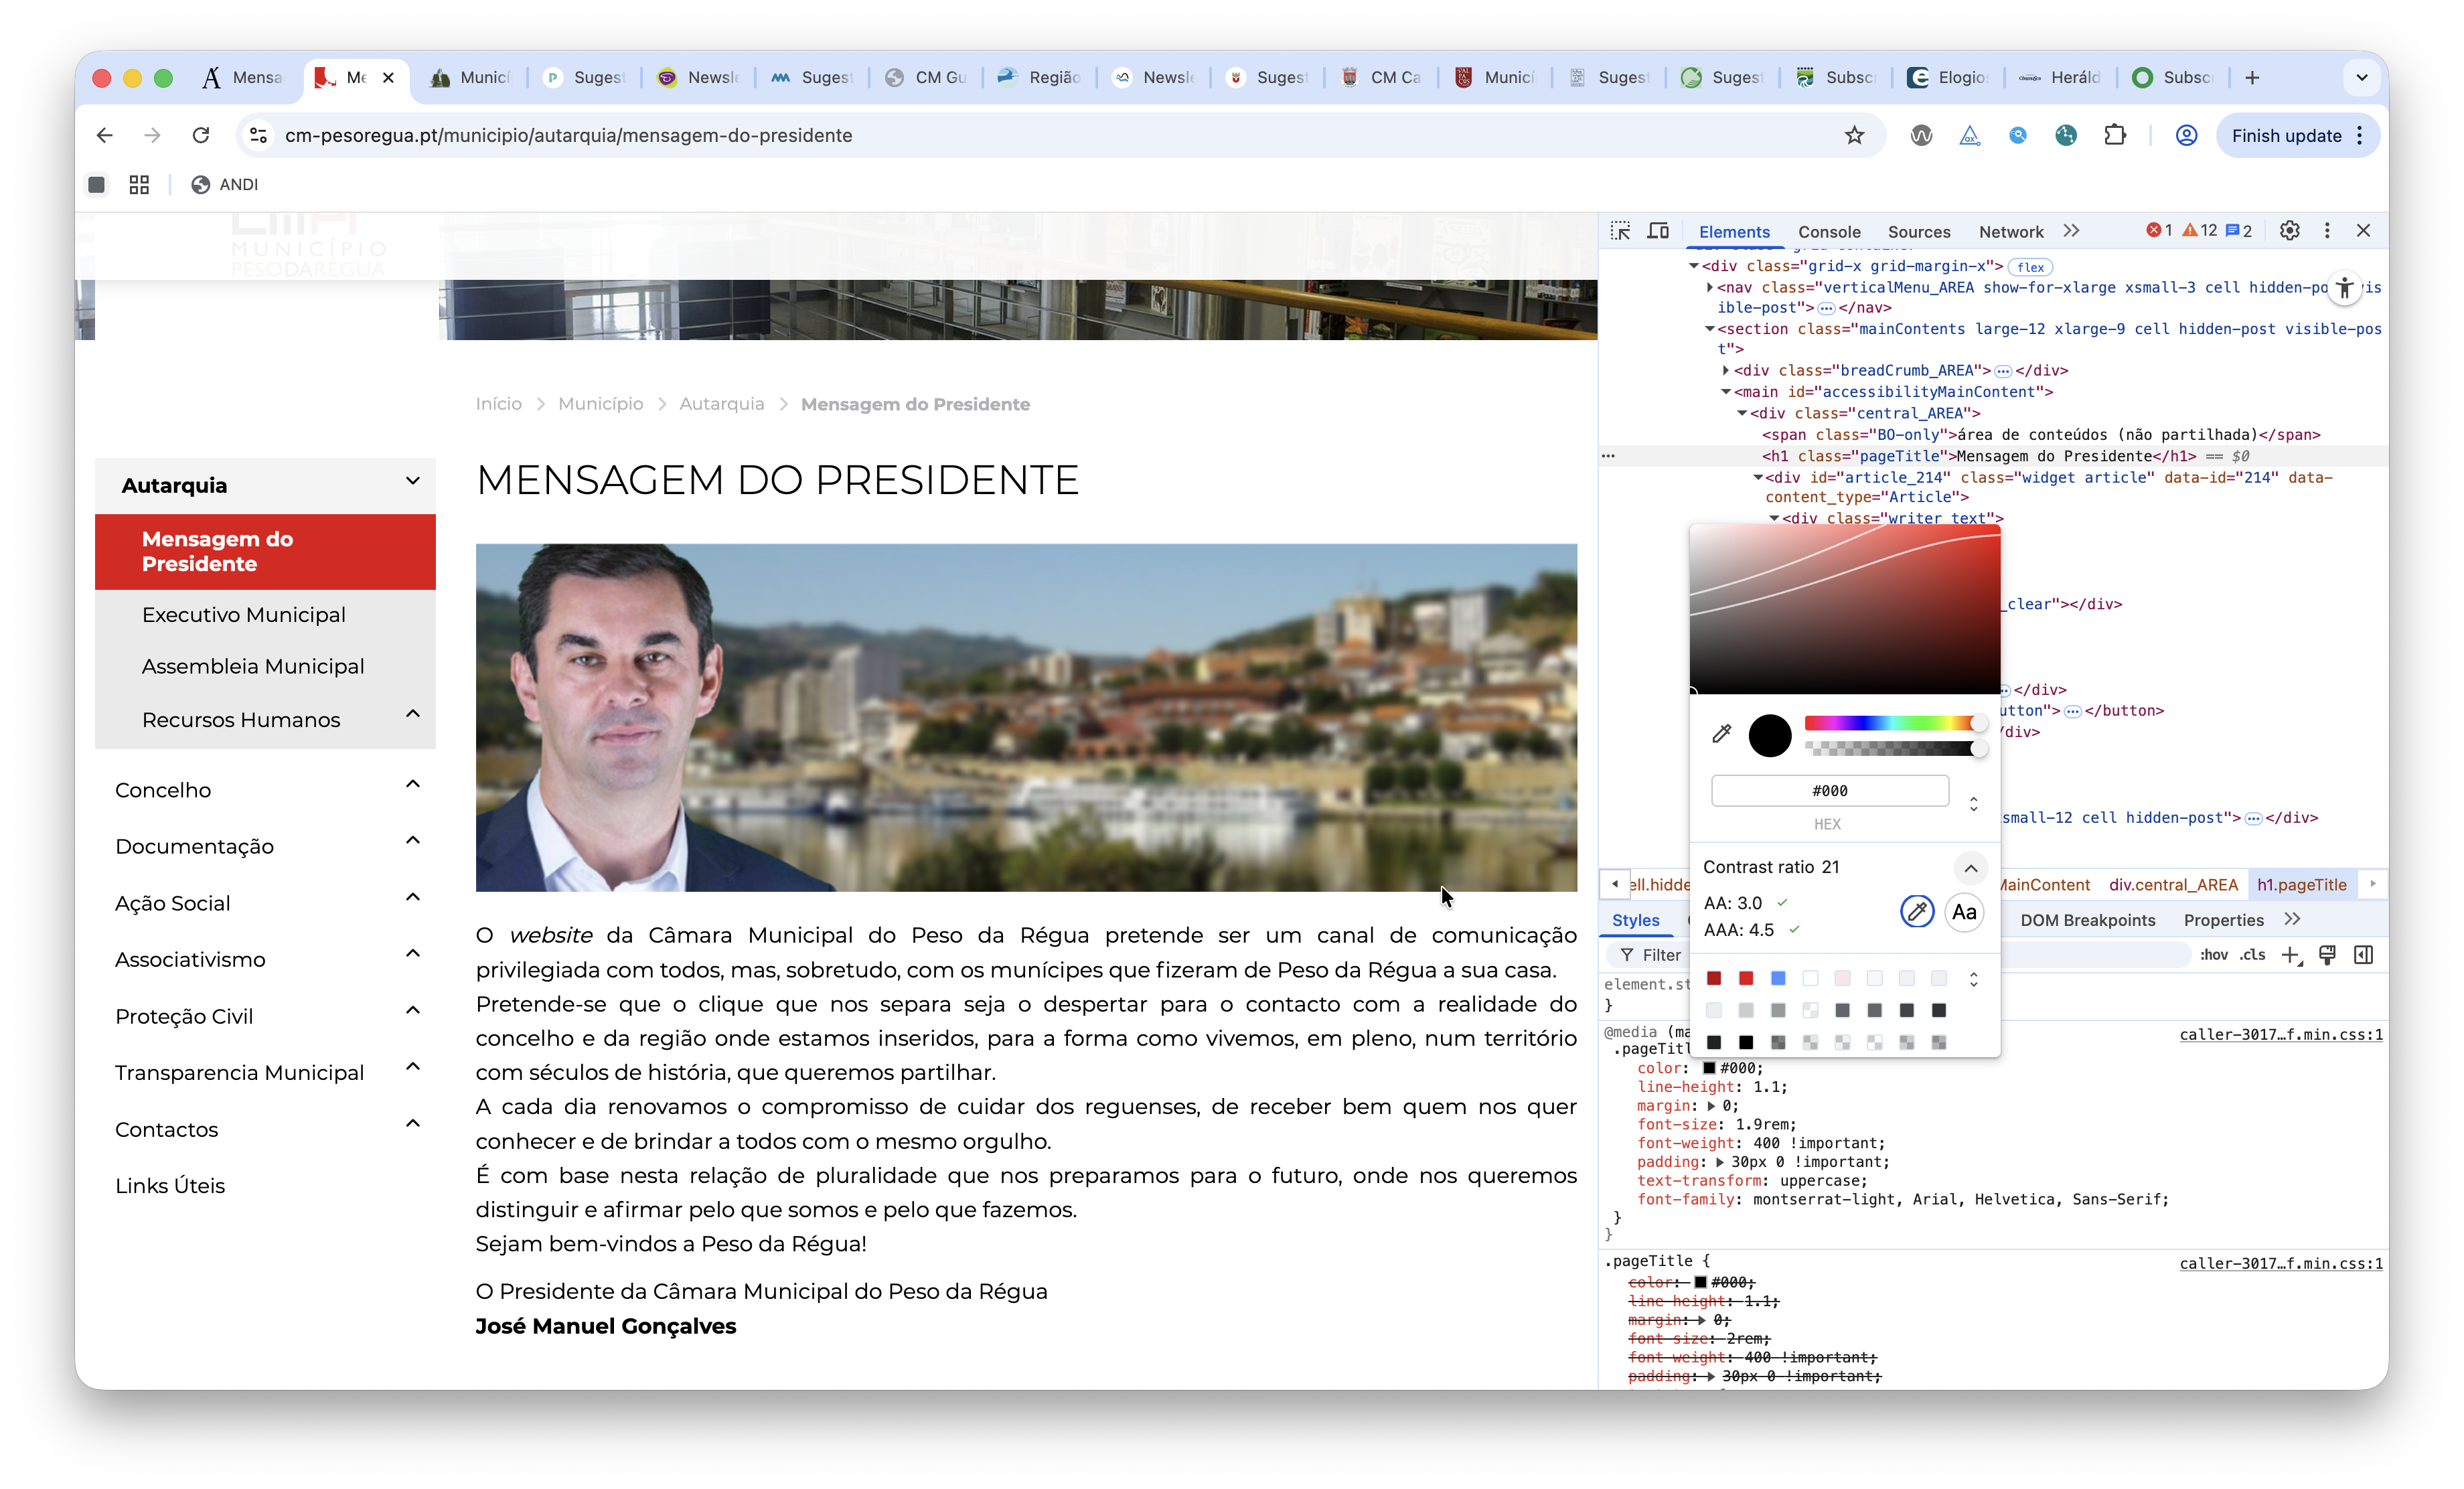 Mensa
Me
Municí
Sugest
Newsle
Sugest
CM Gu
Região
Newsle
Sugest
CM Ca
Municí
Sugest
Sugest
Subscr
Elogios
Heráld
Subscr
cm-pesoregua.pt/municipio/autarquia/mensagem-do-presidente
Finish update
ANDI
MUNICÍPIO
PESODARÉGUA
Início > Município > Autarquia > Mensagem do Presidente
Autarquia
Mensagem do
Presidente
Executivo Municipal
Assembleia Municipal
Recursos Humanos
Concelho
Documentação
Ação Social
Associativismo
Proteção Civil
Transparencia Municipal
Contactos
Links Úteis
MENSAGEM DO PRESIDENTE
O website da Câmara Municipal do Peso da Régua pretende ser um canal de comunicação
privilegiada com todos, mas, sobretudo, com os munícipes que fizeram de Peso da Régua a sua casa.
Pretende-se que o clique que nos separa seja o despertar para o contacto com a realidade do
concelho e da região onde estamos inseridos, para a forma como vivemos, em pleno, num território
com séculos de história, que queremos partilhar.
A cada dia renovamos o compromisso de cuidar dos reguenses, de receber bem quem nos quer
conhecer e de brindar a todos com o mesmo orgulho.
É com base nesta relação de pluralidade que nos preparamos para o futuro, onde nos queremos
distinguir e afirmar pelo que somos e pelo que fazemos.
Sejam bem-vindos a Peso da Régua!
O Presidente da Câmara Municipal do Peso da Régua
José Manuel Gonçalves
Elements Console Sources Network 1 12 2
<div class="grid-x grid-margin-x"> flex
<nav class="verticalMenu_AREA show-for-xlarge xsmall-3 cell hidden-po vis
ible-post"> … </nav>
<section class="mainContents large-12 xlarge-9 cell hidden-post visible-pos
t">
<div class="breadCrumb_AREA"> … </div>
<main id="accessibilityMainContent">
<div class="central_AREA">
<span class="BO-only">área de conteúdos (não partilhada)</span>
<h1 class="pageTitle">Mensagem do Presidente</h1> == $0
<div id="article_214" class="widget article" data-id="214" data-
content_type="Article">
<div class="writer_text">
_clear"></div>
</div>
utton"> … </button>
/div>
small-12 cell hidden-post"> … </div>
#000
HEX
Contrast ratio 21
AA: 3.0
AAA: 4.5
Aa
ell.hidde MainContent div.central_AREA h1.pageTitle
Styles DOM Breakpoints Properties
Filter :hov .cls
element.st
}
@media (ma caller-3017…f.min.css:1
.pageTitl
color: #000;
line-height: 1.1;
margin: 0;
font-size: 1.9rem;
font-weight: 400 !important;
padding: 30px 0 !important;
text-transform: uppercase;
font-family: montserrat-light, Arial, Helvetica, Sans-Serif;
}
}
.pageTitle { caller-3017…f.min.css:1
color: #000;
line-height: 1.1;
margin: 0;
font-size: 2rem;
font-weight: 400 !important;
padding: 30px 0 !important;